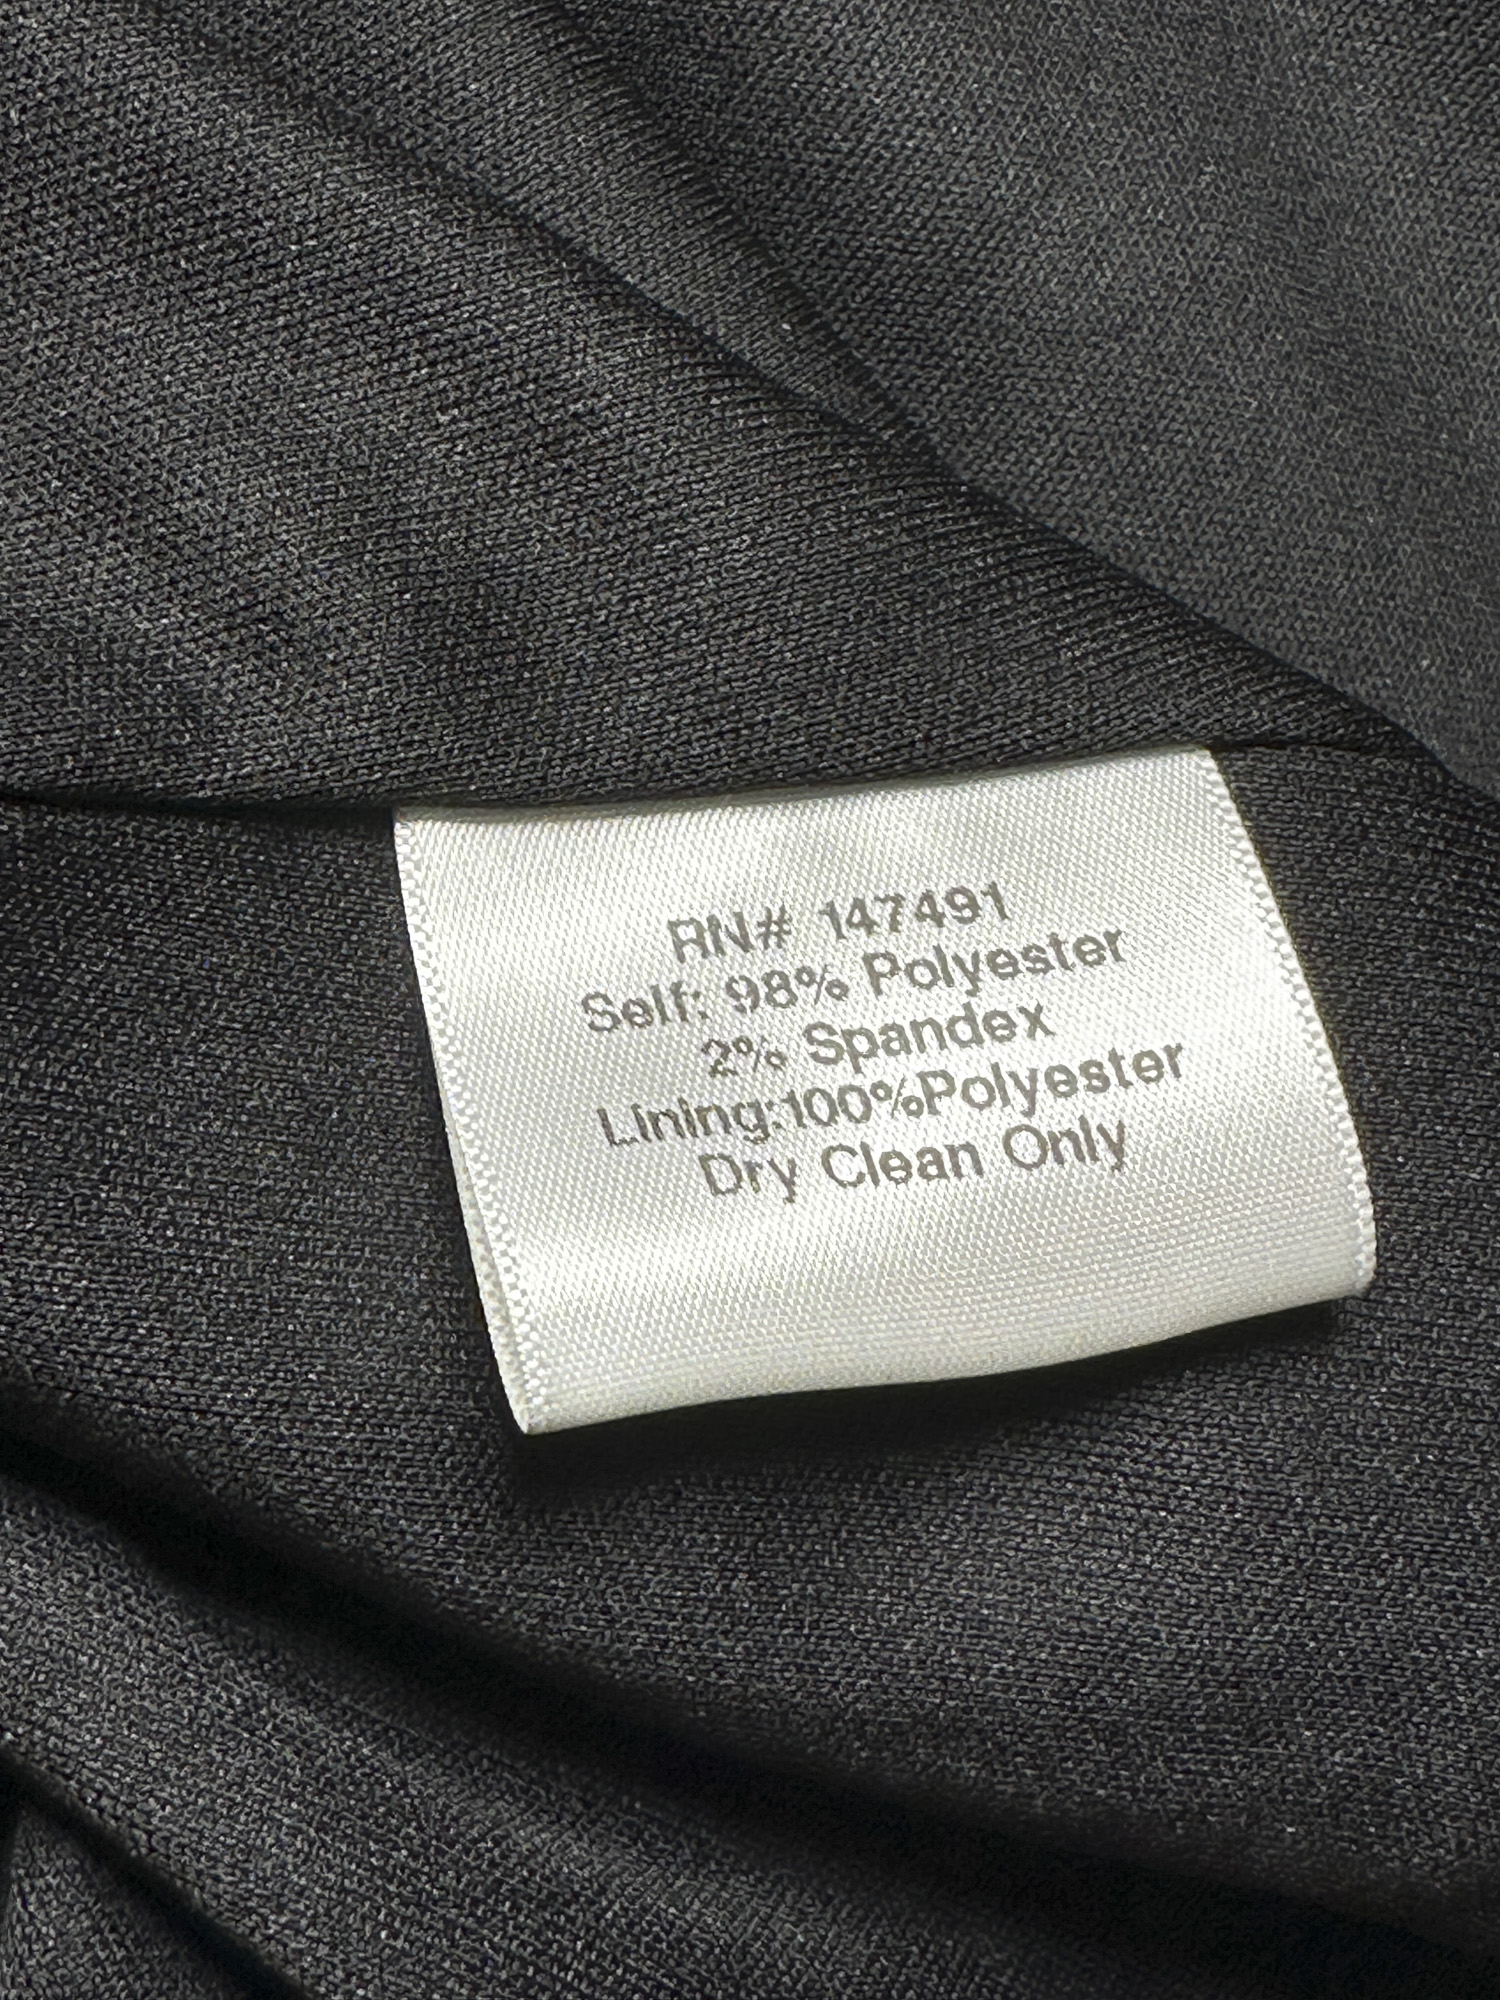 RN# 147491
Self: 98% Polyester
2% Spandex
Lining:100%Polyester
Dry Clean Only